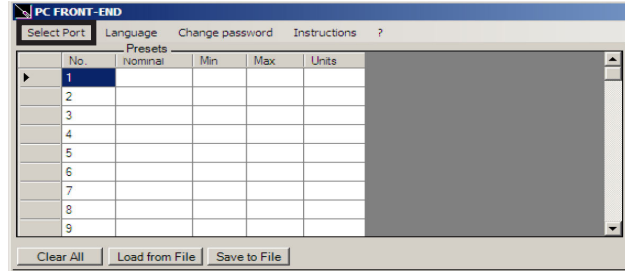 PC FRONT-END
Select Port Language Change password Instructions ?
Presets
No. Nominal Min Max Units
1
2
3
4
5
6
7
8
9
Clear All Load from File Save to File